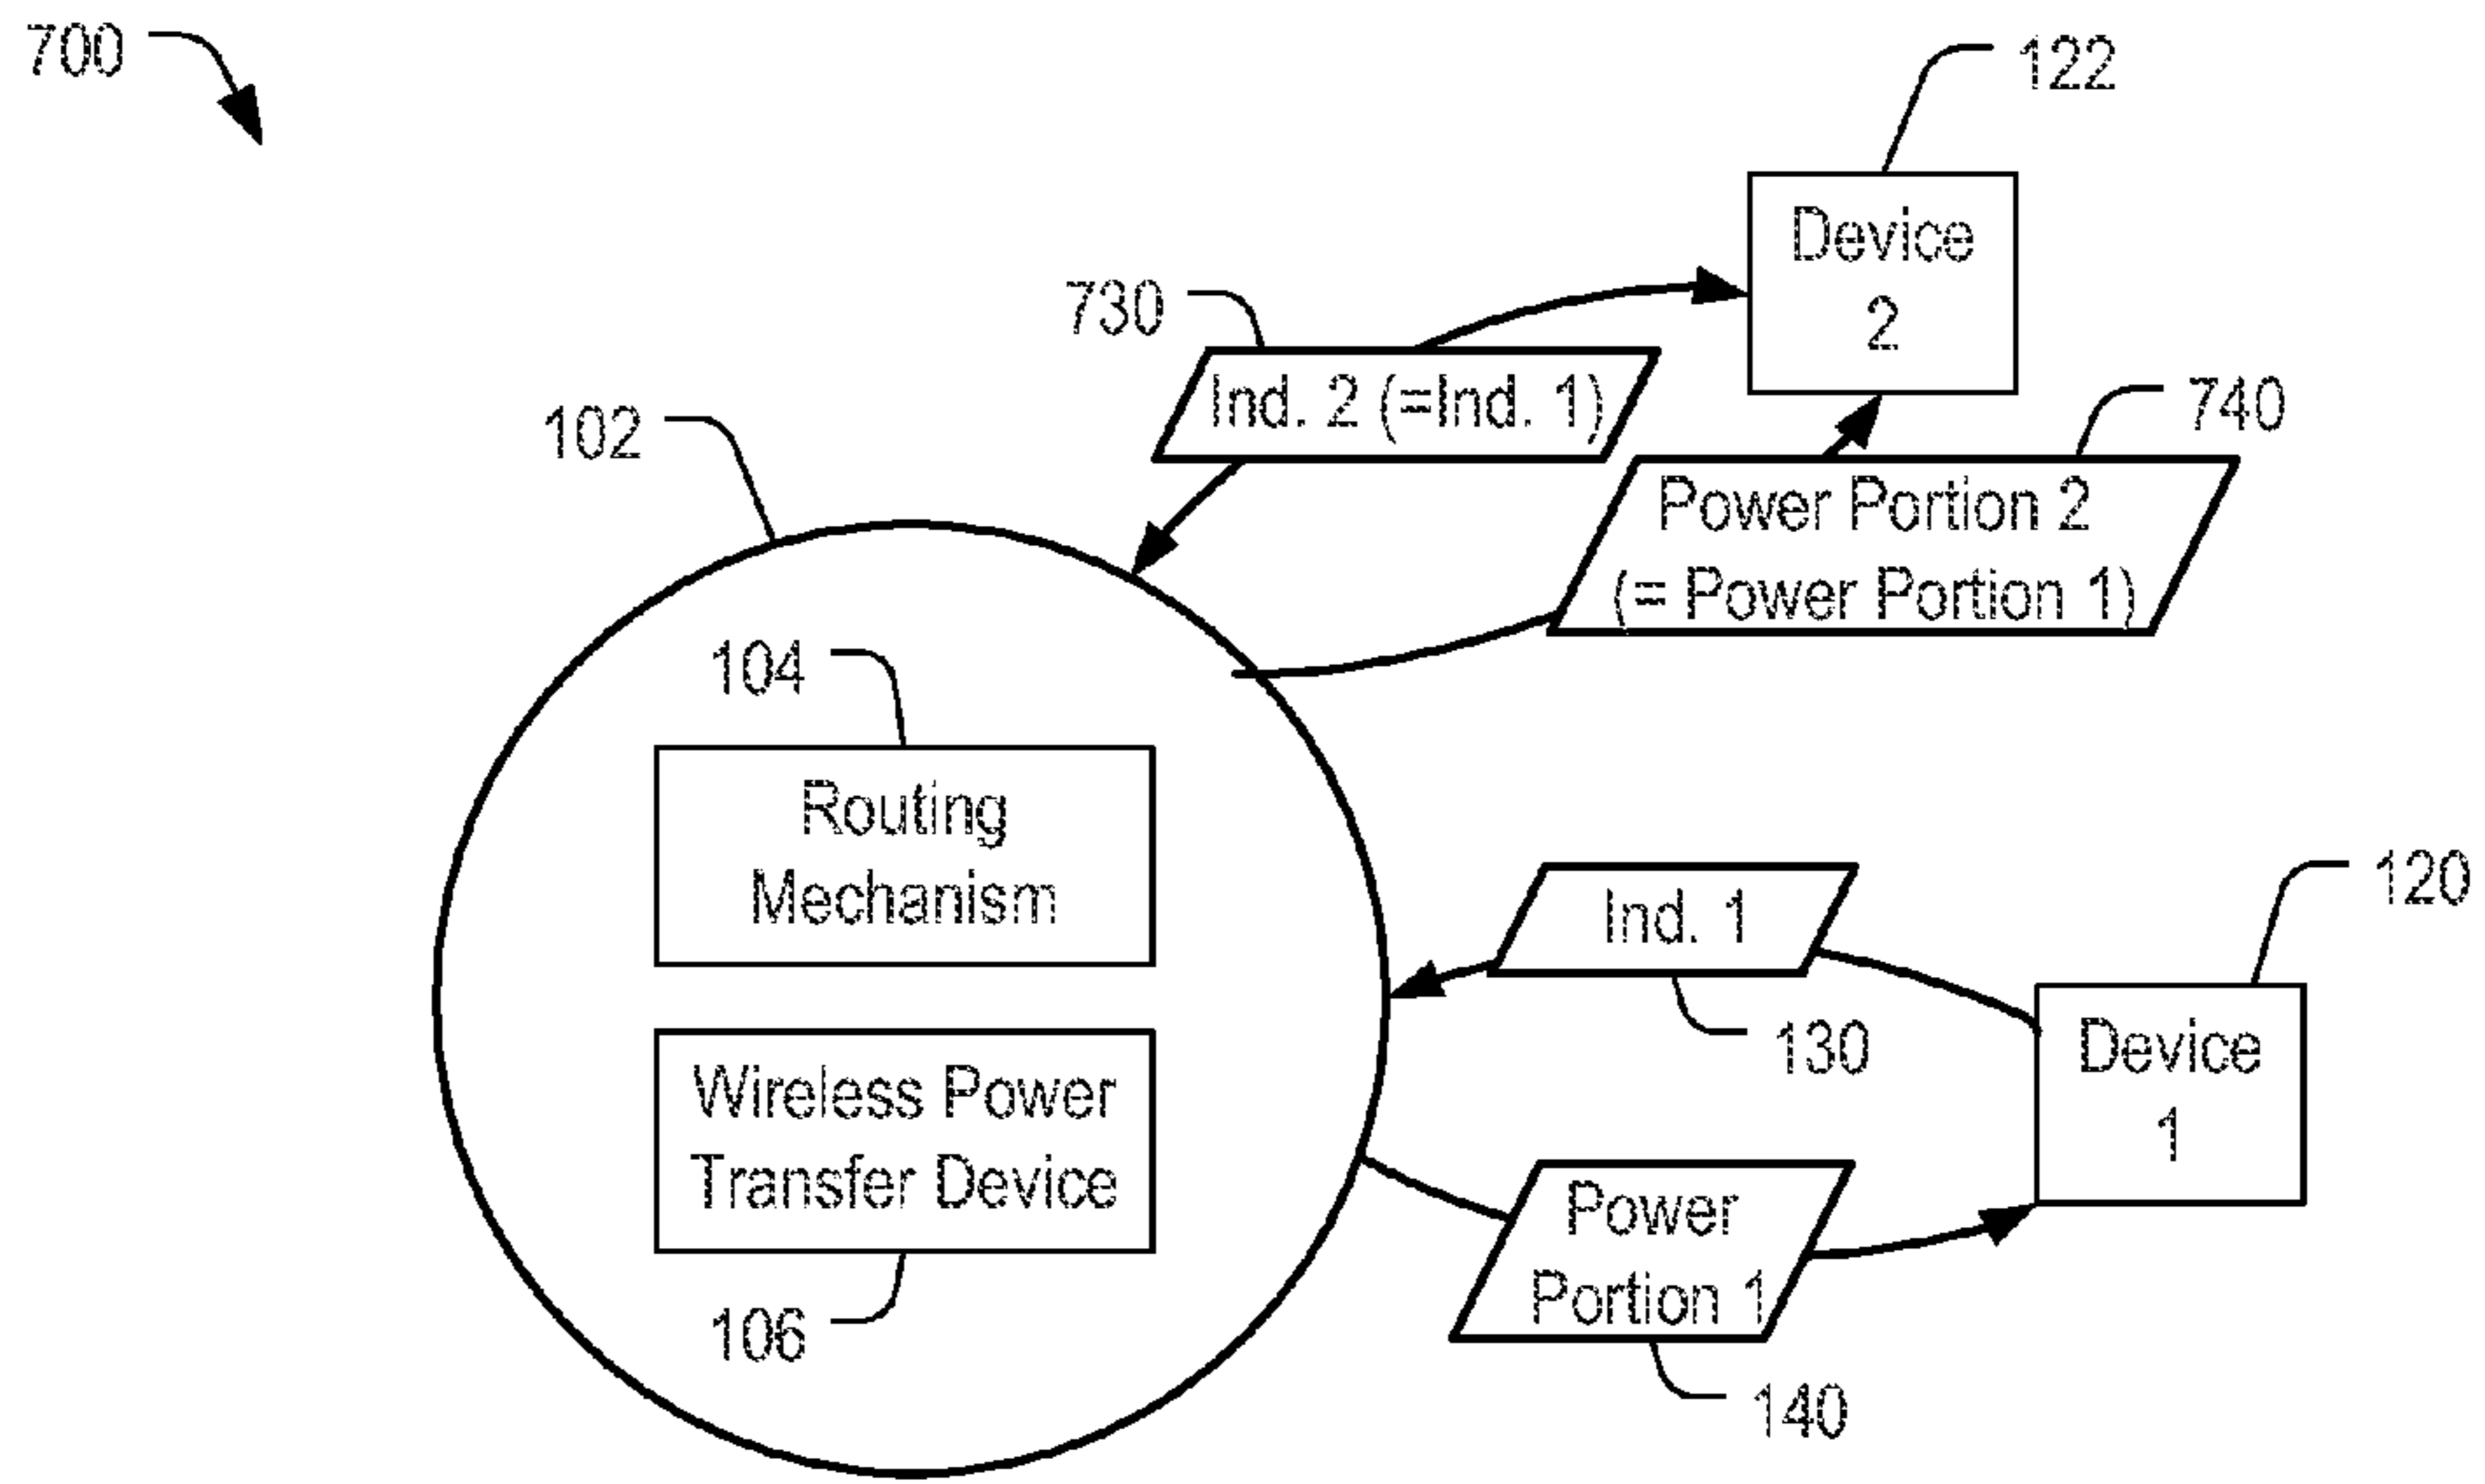 700
122
Device
2
730
Ind. 2 (=Ind. 1)
740
102
Power Portion 2
(= Power Portion 1)
104
Routing
Mechanism
Ind. 1
120
130
Device
1
Wireless Power
Transfer Device
Power
Portion 1
106
140